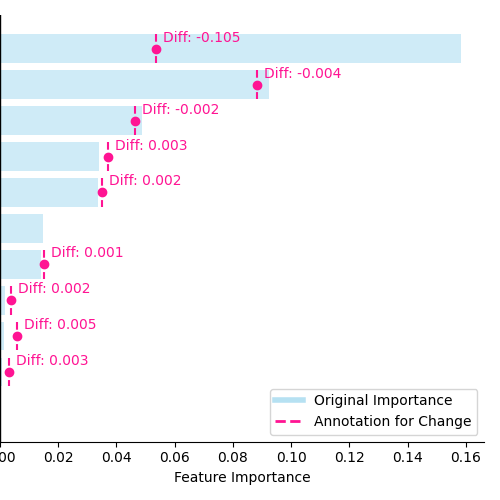 Diff: -0.105
Diff: -0.004
Diff: -0.002
Diff: 0.003
Diff: 0.002
Diff: 0.001
Diff: 0.002
Diff: 0.005
Diff: 0.003
Original Importance
Annotation for Change
00 0.02 0.04 0.06 0.08 0.10 0.12 0.14 0.16
Feature Importance